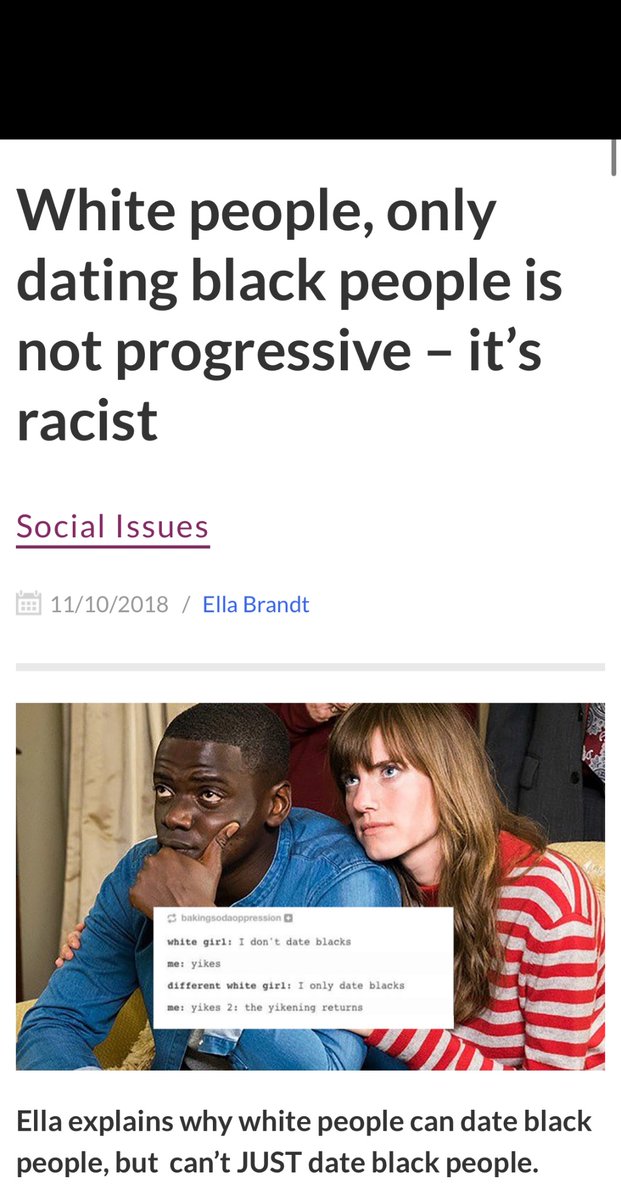 White people, only
dating black people is
not progressive – it’s
racist
Social Issues
11/10/2018 / Ella Brandt
bakingsodaoppression
white girl: I don't date blacks
me: yikes
different white girl: I only date blacks
me: yikes 2: the yikening returns
Ella explains why white people can date black
people, but can’t JUST date black people.